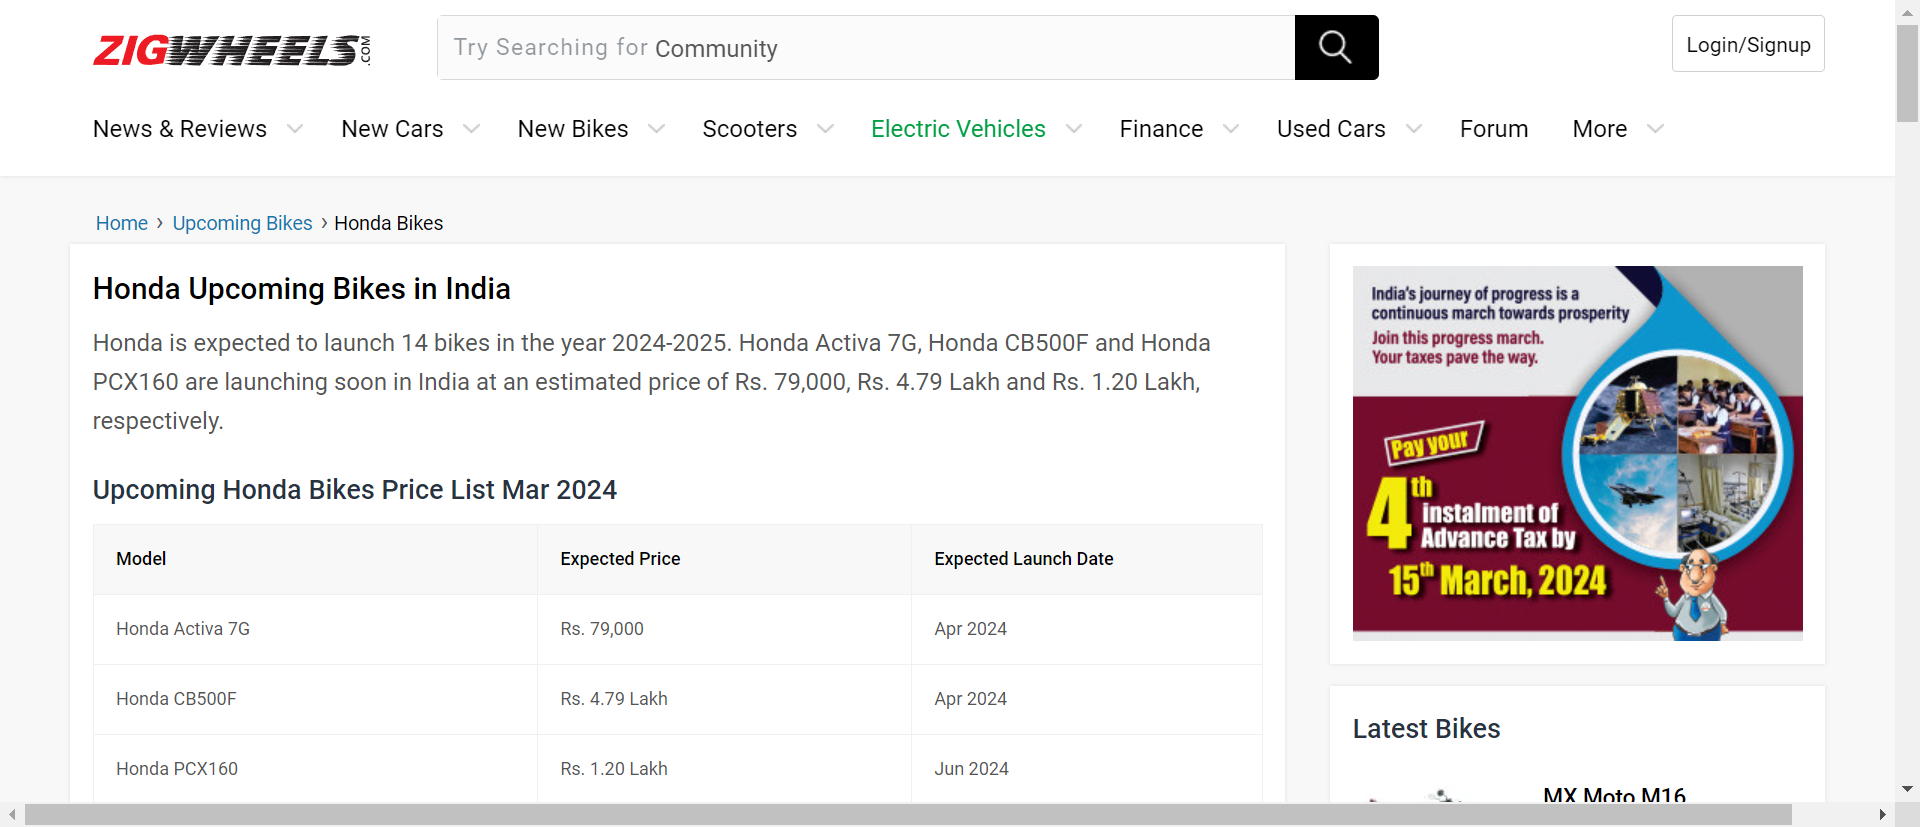 ZIGWHEELS.COM
Try Searching for Community
Login/Signup
News & Reviews New Cars New Bikes Scooters Electric Vehicles Finance Used Cars Forum More
Home › Upcoming Bikes › Honda Bikes
Honda Upcoming Bikes in India
Honda is expected to launch 14 bikes in the year 2024-2025. Honda Activa 7G, Honda CB500F and Honda
PCX160 are launching soon in India at an estimated price of Rs. 79,000, Rs. 4.79 Lakh and Rs. 1.20 Lakh,
respectively.
Upcoming Honda Bikes Price List Mar 2024
Model Expected Price Expected Launch Date
Honda Activa 7G Rs. 79,000 Apr 2024
Honda CB500F Rs. 4.79 Lakh Apr 2024
Honda PCX160 Rs. 1.20 Lakh Jun 2024
India's journey of progress is a
continuous march towards prosperity
Join this progress march.
Your taxes pave the way.
Pay your
4th
instalment of
Advance Tax by
15th March, 2024
Latest Bikes
MX Moto M16